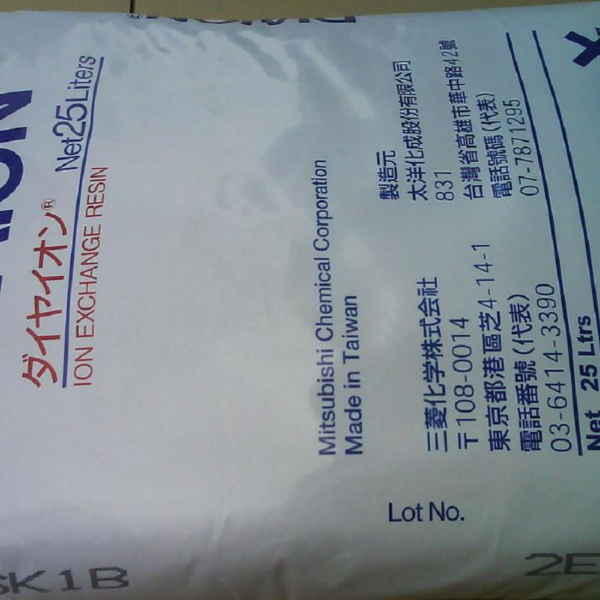 ダイヤイオン®
Net 25 Liters
ION EXCHANGE RESIN
Mitsubishi Chemical Corporation
Made in Taiwan
製造元
太洋化成股份有限公司
831
台灣省高雄市華中路42號
電話號碼(代表)
07-7871295
三菱化学株式会社
〒108-0014
東京都港區芝4-14-1
電話番號(代表)
03-6414-3390
Net 25 Ltrs
Lot No.
SK1B